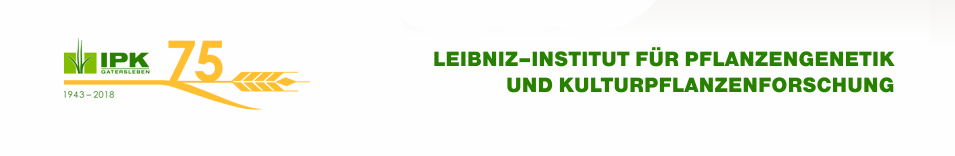 IPK
GATERSLEBEN
75
1943 – 2018
LEIBNIZ–INSTITUT FÜR PFLANZENGENETIK
UND KULTURPFLANZENFORSCHUNG